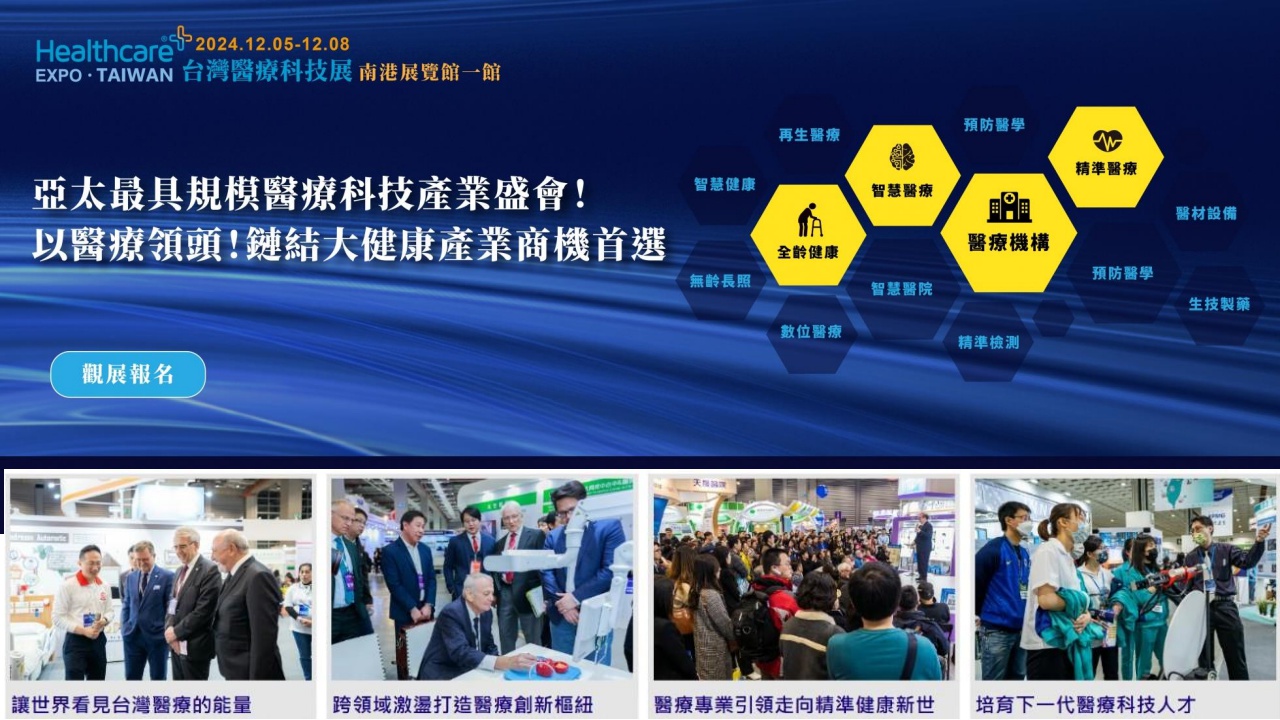 Healthcare®
2024.12.05-12.08
EXPO · TAIWAN 台灣醫療科技展 南港展覽館一館
亞太最具規模醫療科技產業盛會!
以醫療領頭!鏈結大健康產業商機首選
觀展報名
再生醫療
預防醫學
精準醫療
智慧健康
智慧醫療
醫材設備
全齡健康
醫療機構
無齡長照
智慧醫院
預防醫學
生技製藥
數位醫療
精準檢測
天陽醫院
讓世界看見台灣醫療的能量
跨領域激盪打造醫療創新樞紐
醫療專業引領走向精準健康新世
培育下一代醫療科技人才